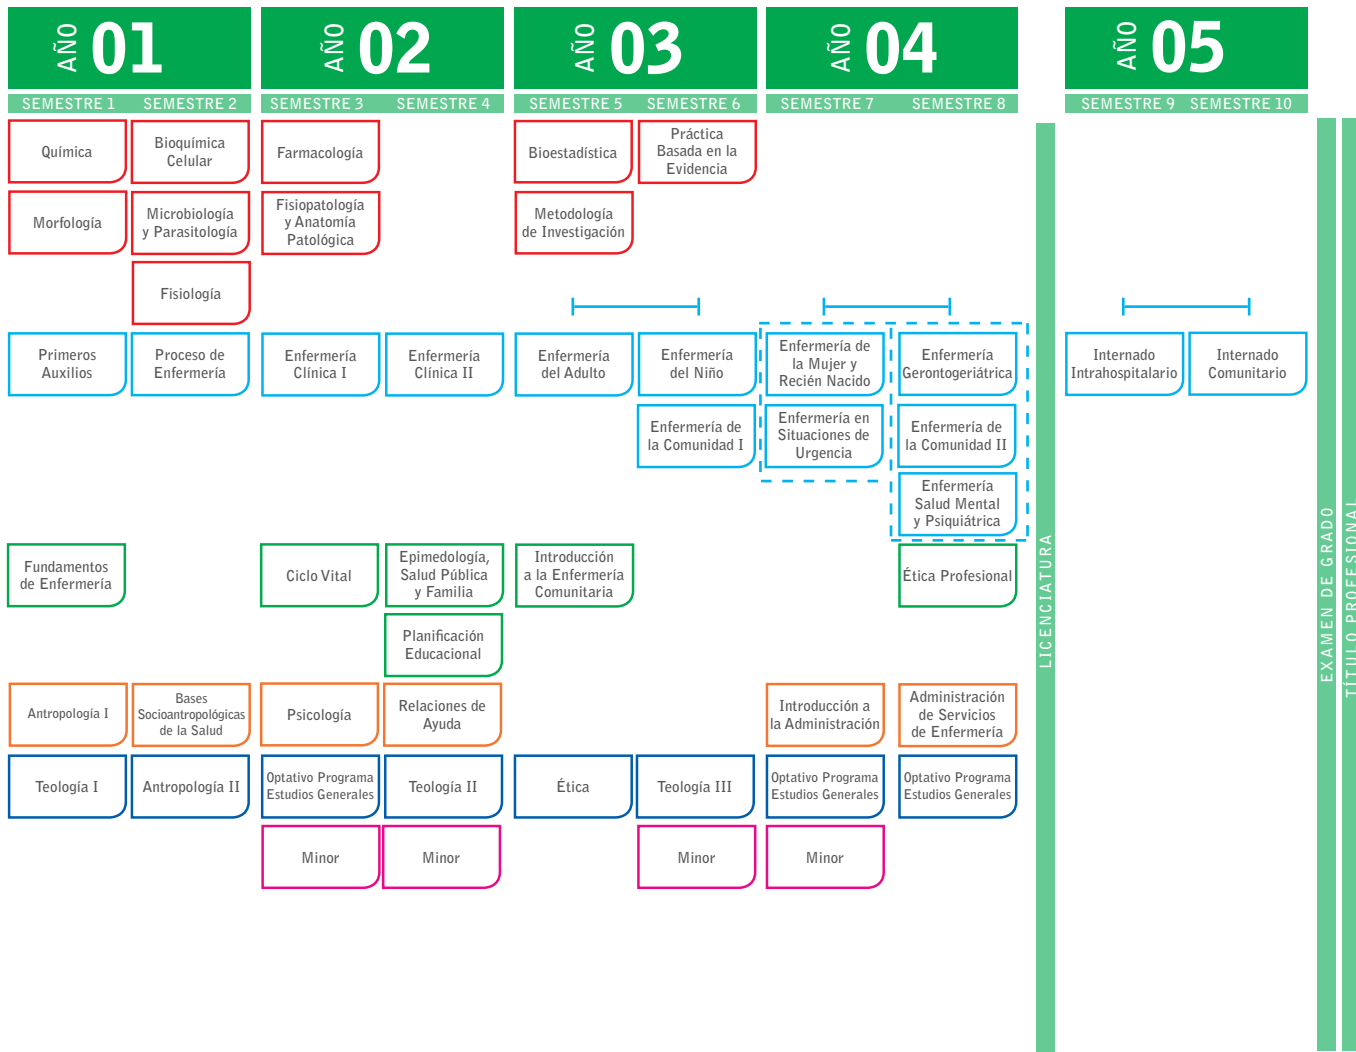 AÑO 01
AÑO 02
AÑO 03
AÑO 04
AÑO 05
SEMESTRE 1
SEMESTRE 2
SEMESTRE 3
SEMESTRE 4
SEMESTRE 5
SEMESTRE 6
SEMESTRE 7
SEMESTRE 8
SEMESTRE 9
SEMESTRE 10
Química
Bioquímica
Celular
Farmacología
Bioestadística
Práctica
Basada en la
Evidencia
Morfología
Microbiología
y Parasitología
Fisiopatología
y Anatomía
Patológica
Metodología
de Investigación
Fisiología
Primeros
Auxilios
Proceso de
Enfermería
Enfermería
Clínica I
Enfermería
Clínica II
Enfermería
del Adulto
Enfermería
del Niño
Enfermería de
la Mujer y
Recién Nacido
Enfermería
Gerontogeriátrica
Internado
Intrahospitalario
Internado
Comunitario
Enfermería de
la Comunidad I
Enfermería en
Situaciones de
Urgencia
Enfermería de
la Comunidad II
Enfermería
Salud Mental
y Psiquiátrica
Fundamentos
de Enfermería
Ciclo Vital
Epimedología,
Salud Pública
y Familia
Introducción
a la Enfermería
Comunitaria
Ética Profesional
Planificación
Educacional
Antropología I
Bases
Socioantropológicas
de la Salud
Psicología
Relaciones de
Ayuda
Introducción a
la Administración
Administración
de Servicios
de Enfermería
Teología I
Antropología II
Optativo Programa
Estudios Generales
Teología II
Ética
Teología III
Optativo Programa
Estudios Generales
Optativo Programa
Estudios Generales
Minor
Minor
Minor
Minor
LICENCIATURA
EXAMEN DE GRADO
TÍTULO PROFESIONAL